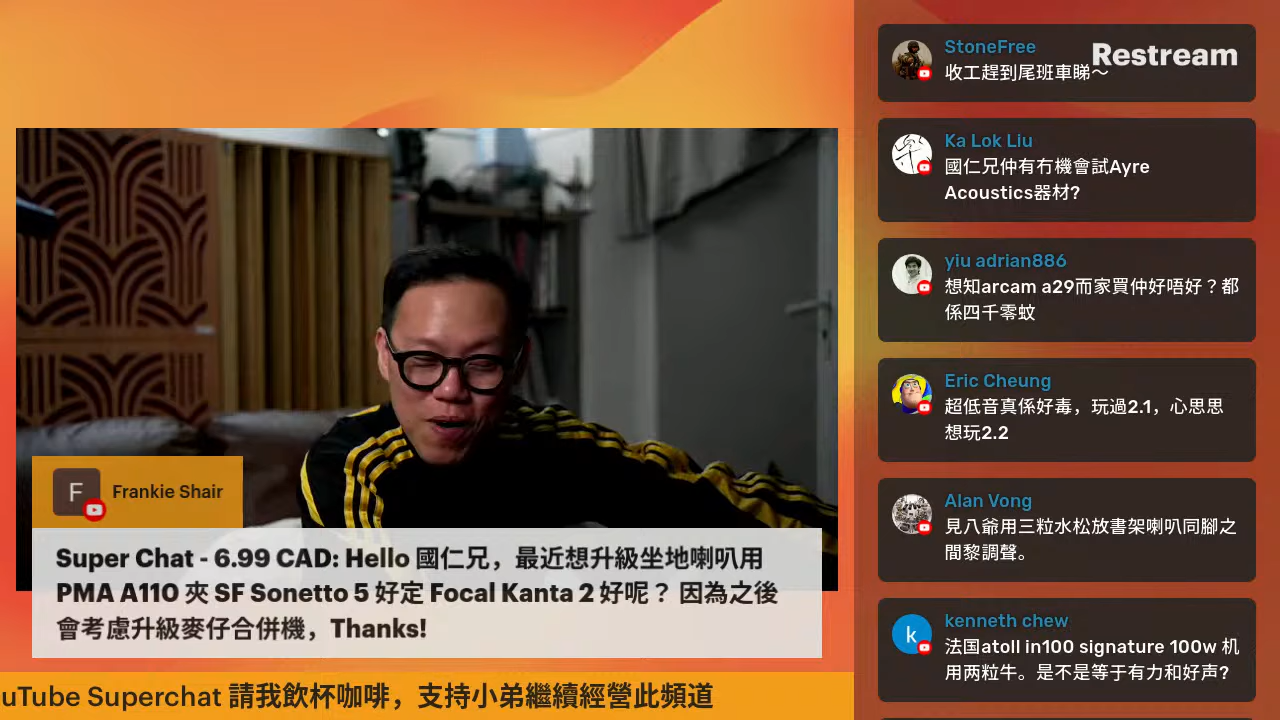 StoneFree
Restream
收工趕到尾班車睇～
Ka Lok Liu
國仁兄仲有冇機會試Ayre
Acoustics器材?
yiu adrian886
想知arcam a29而家買仲好唔好？都
係四千零蚊
Eric Cheung
超低音真係好毒，玩過2.1，心思思
想玩2.2
Alan Vong
見八爺用三粒水松放書架喇叭同腳之
間黎調聲。
kenneth chew
法国atoll in100 signature 100w 机
用两粒牛。是不是等于有力和好声?
F
Frankie Shair
Super Chat - 6.99 CAD: Hello 國仁兄，最近想升級坐地喇叭用
PMA A110 夾 SF Sonetto 5 好定 Focal Kanta 2 好呢？ 因為之後
會考慮升級麥仔合併機，Thanks!
uTube Superchat 請我飲杯咖啡，支持小弟繼續經營此頻道